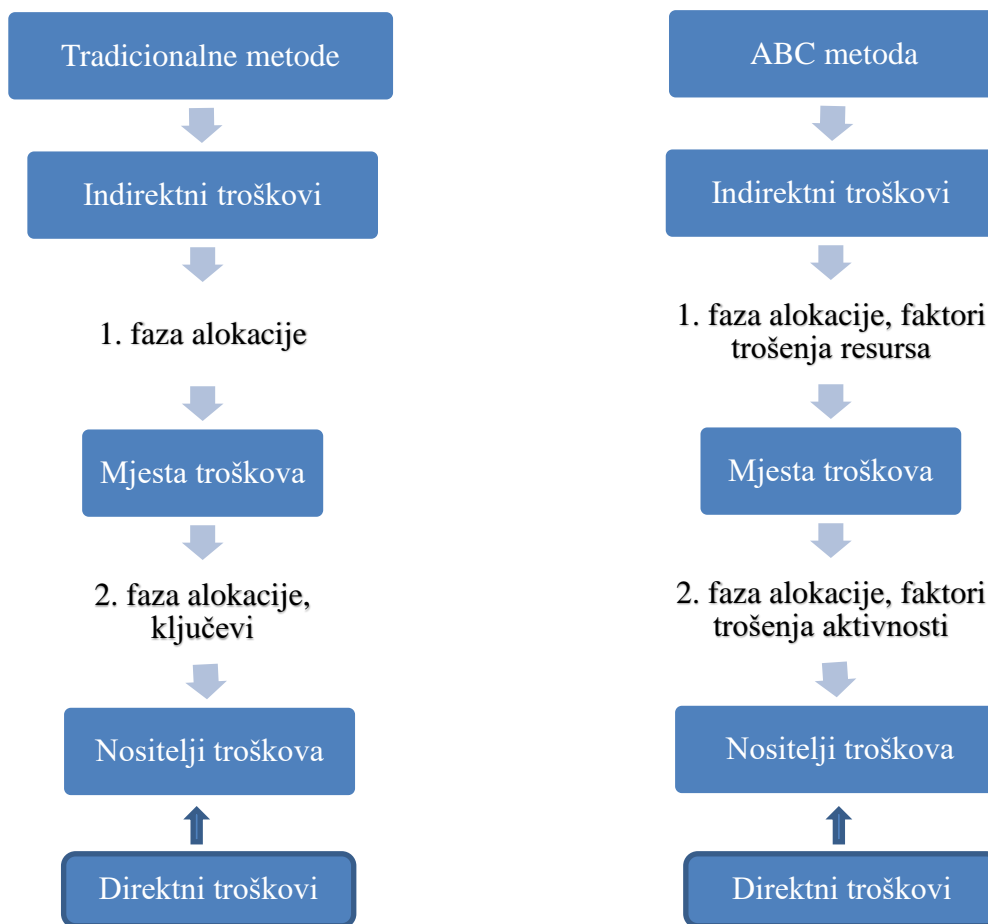 Tradicionalne metode
Indirektni troškovi
1. faza alokacije
Mjesta troškova
2. faza alokacije,
ključevi
Nositelji troškova
Direktni troškovi
ABC metoda
Indirektni troškovi
1. faza alokacije, faktori
trošenja resursa
Mjesta troškova
2. faza alokacije, faktori
trošenja aktivnosti
Nositelji troškova
Direktni troškovi